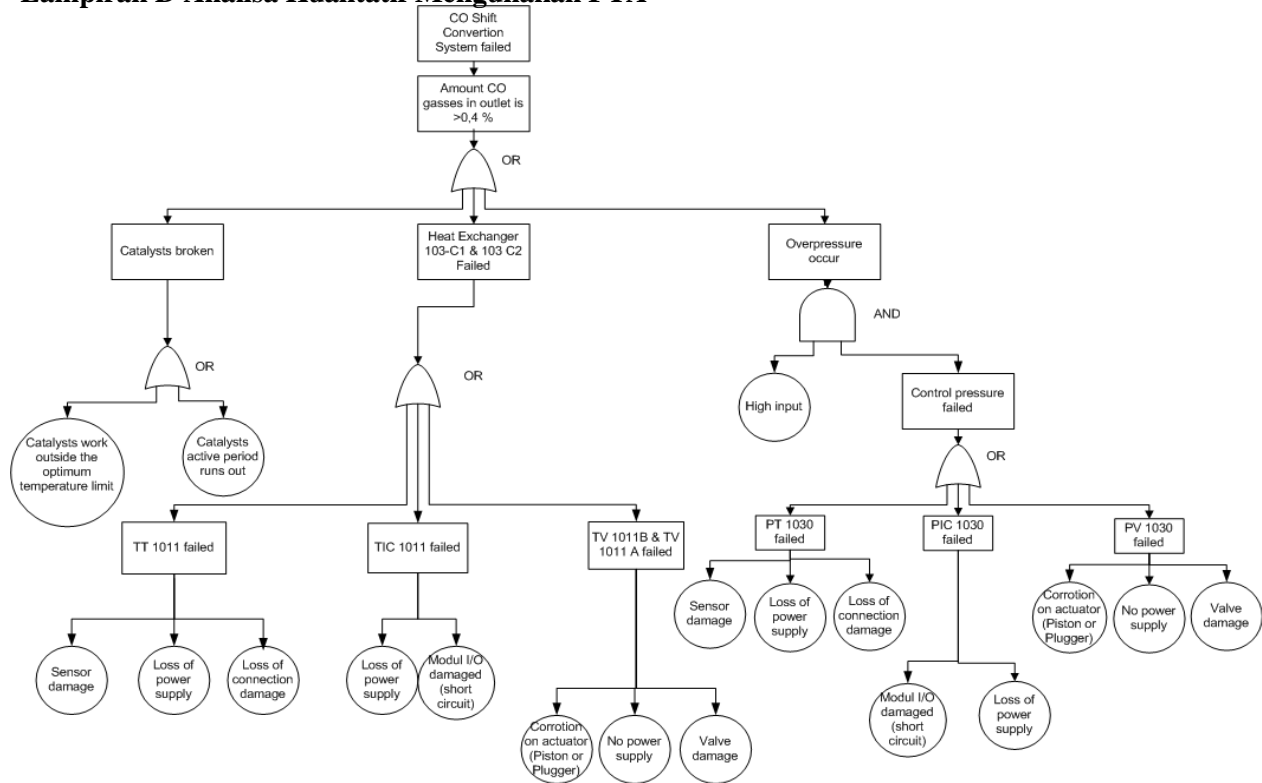 Lampiran Analisa Mengunakan FTA
CO Shift
Convertion
System failed
Amount CO
gasses in outlet is
>0,4 %
OR
Catalysts broken
Heat Exchanger
103-C1 & 103 C2
Failed
Overpressure
occur
AND
OR
OR
High input
Control pressure
failed
Catalysts work
outside the
optimum
temperature limit
Catalysts
active period
runs out
OR
TT 1011 failed
TIC 1011 failed
TV 1011B & TV
1011 A failed
PT 1030
failed
PIC 1030
failed
PV 1030
failed
Sensor
damage
Loss of
power
supply
Loss of
connection
damage
Corrotion
on actuator
(Piston or
Plugger)
No power
supply
Valve
damage
Sensor
damage
Loss of
power
supply
Loss of
connection
damage
Loss of
power
supply
Modul I/O
damaged
(short
circuit)
Modul I/O
damaged
(short
circuit)
Loss of
power
supply
Corrotion
on actuator
(Piston or
Plugger)
No power
supply
Valve
damage